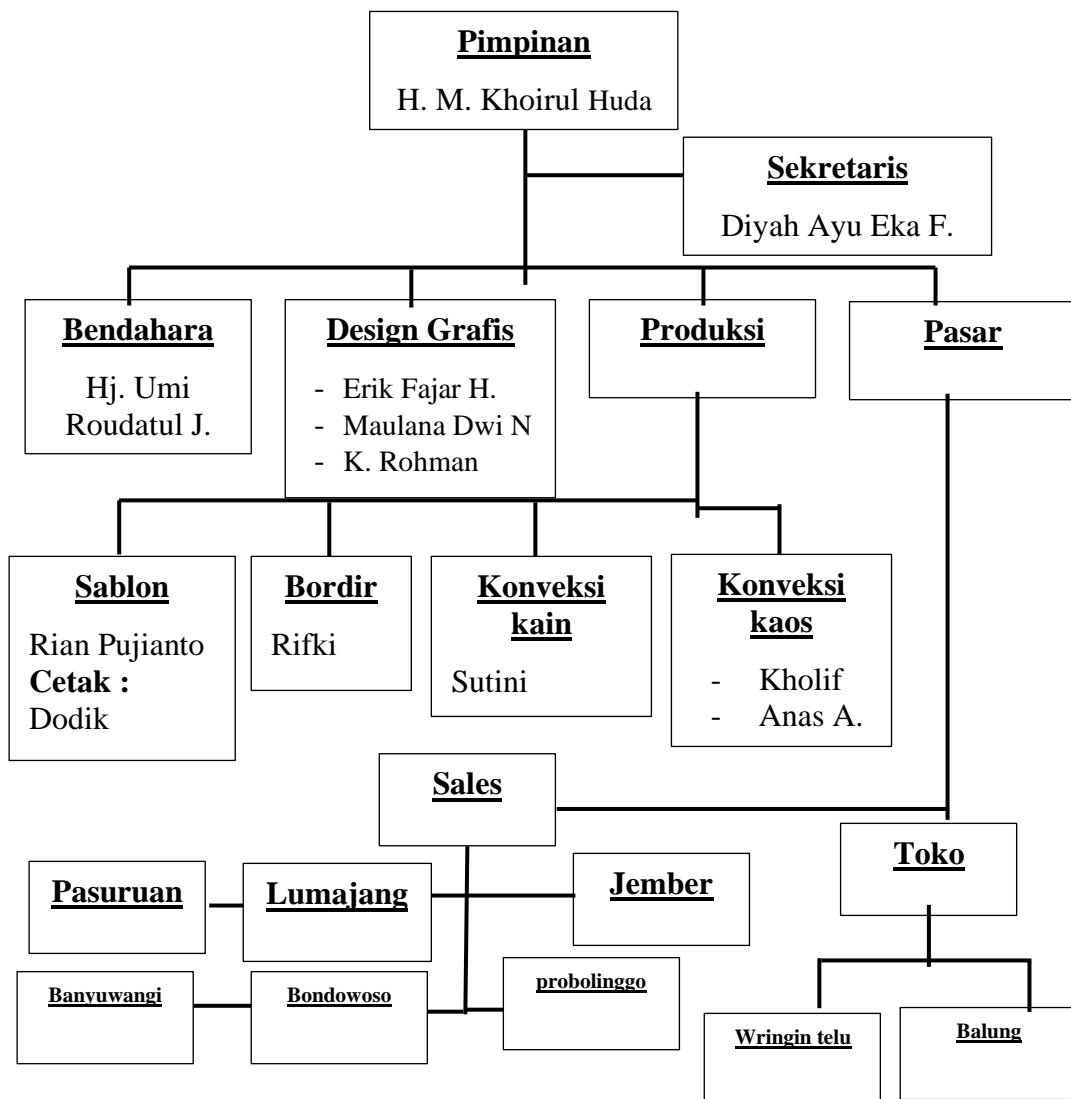 Pimpinan
H. M. Khoirul Huda
Sekretaris
Diyah Ayu Eka F.
Bendahara
Hj. Umi
Roudatul J.
Design Grafis
- Erik Fajar H.
- Maulana Dwi N
- K. Rohman
Produksi
Pasar
Sablon
Rian Pujianto
Cetak :
Dodik
Bordir
Rifki
Konveksi
kain
Sutini
Konveksi
kaos
- Kholif
- Anas A.
Sales
Toko
Pasuruan
Lumajang
Jember
Banyuwangi
Bondowoso
probolinggo
Wringin telu
Balung